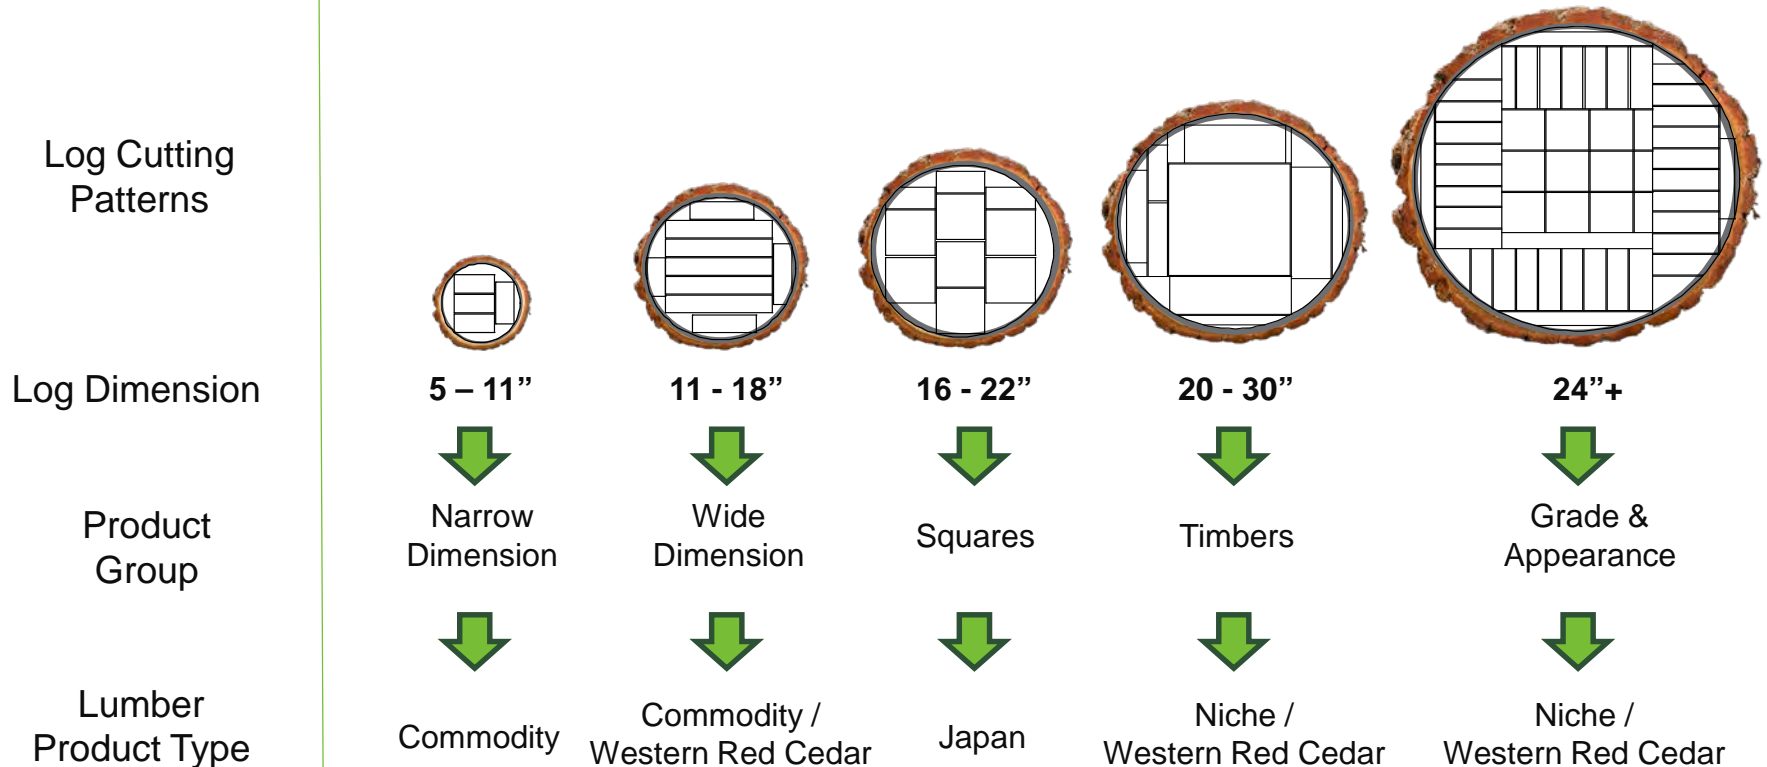 Log Cutting
Patterns
Log Dimension
5 – 11”
11 - 18”
16 - 22”
20 - 30”
24”+
Product
Group
Narrow
Dimension
Wide
Dimension
Squares
Timbers
Grade &
Appearance
Lumber
Product Type
Commodity
Commodity /
Western Red Cedar
Japan
Niche /
Western Red Cedar
Niche /
Western Red Cedar